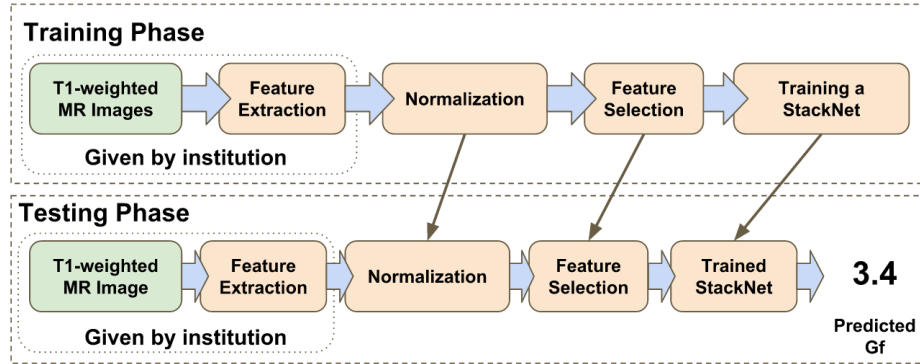 Training Phase
T1-weighted
MR Images
Feature
Extraction
Normalization
Feature
Selection
Training a
StackNet
Given by institution
Testing Phase
T1-weighted
MR Image
Feature
Extraction
Normalization
Feature
Selection
Trained
StackNet
3.4
Predicted
Gf
Given by institution